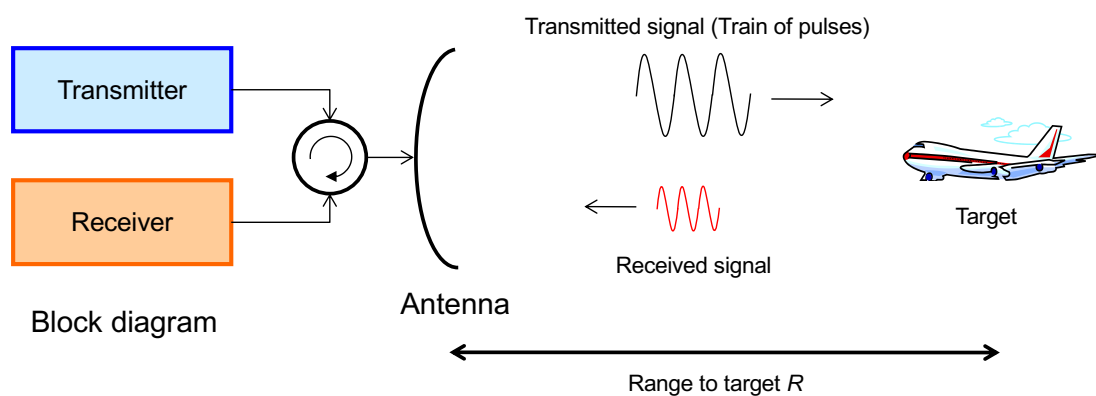 Transmitted signal (Train of pulses)
Transmitter
Receiver
Target
Received signal
Antenna
Block diagram
Range to target R